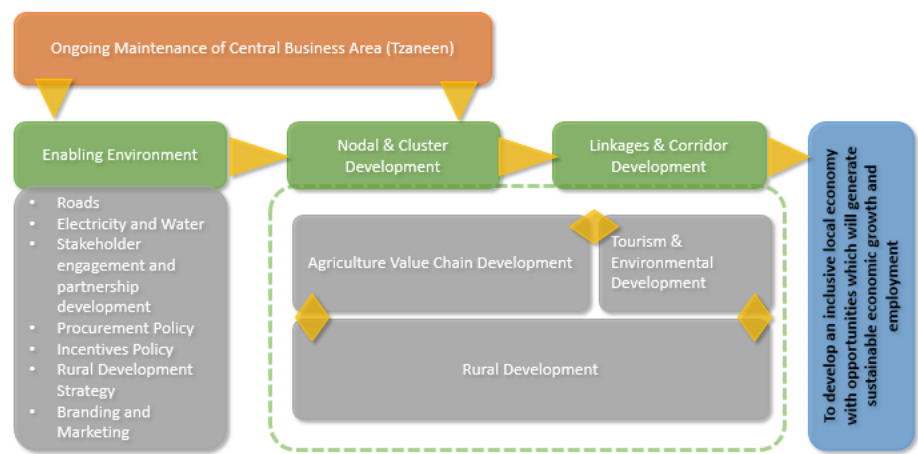 Ongoing Maintenance of Central Business Area (Tzaneen)
Enabling Environment
Nodal & Cluster
Development
Linkages & Corridor
Development
• Roads
• Electricity and Water
• Stakeholder
engagement and
partnership
development
• Procurement Policy
• Incentives Policy
• Rural Development
Strategy
• Branding and
Marketing
Agriculture Value Chain Development
Tourism &
Environmental
Development
Rural Development
To develop an inclusive local economy
with opportunities which will generate
sustainable economic growth and
employment